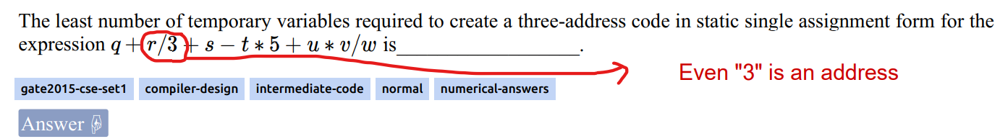 The least number of temporary variables required to create a three-address code in static single assignment form for the
expression q + r/3 + s − t ∗ 5 + u ∗ v/w is____________________.
Even "3" is an address
gate2015-cse-set1 compiler-design intermediate-code normal numerical-answers
Answer ☟